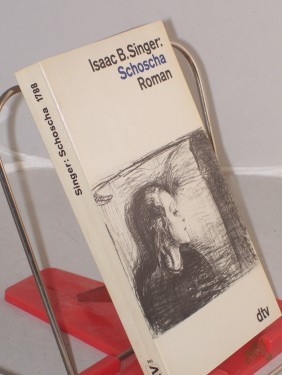 Isaac B. Singer:
Schoscha
Roman
Singer: Schoscha 1788
dtv